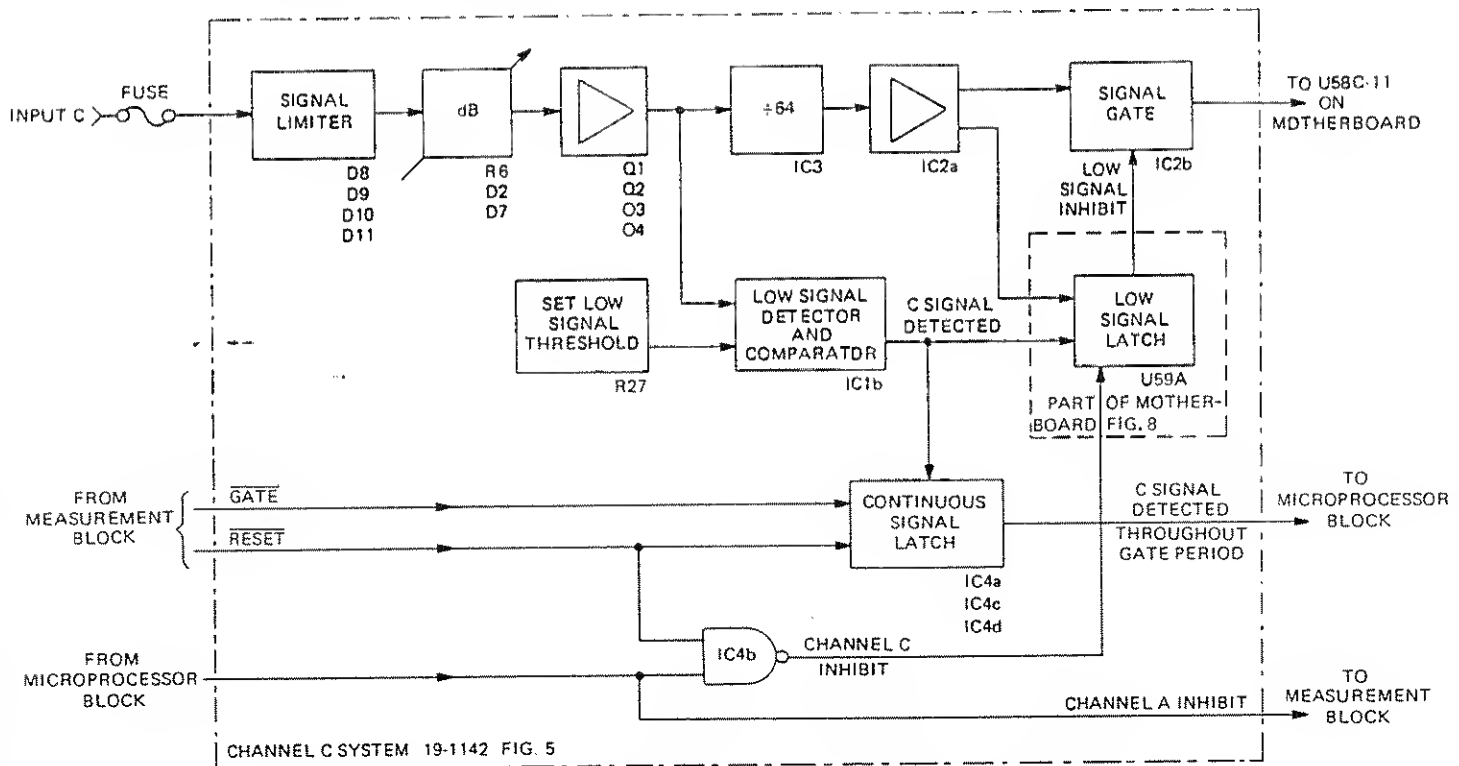 INPUT C
FUSE
SIGNAL
LIMITER
D8
D9
D10
D11
dB
R6
D2
D7
Q1
Q2
O3
O4
÷64
IC3
IC2a
SIGNAL
GATE
IC2b
TO U58C-11
ON
MDTHERBOARD
LOW
SIGNAL
INHIBIT
SET LOW
SIGNAL
THRESHOLD
R27
LOW SIGNAL
DETECTOR
AND
COMPARATDR
IC1b
C SIGNAL
DETECTED
LOW
SIGNAL
LATCH
U59A
PART OF MOTHER-
BOARD FIG. 8
FROM
MEASUREMENT
BLOCK
GATE
RESET
CONTINUOUS
SIGNAL
LATCH
IC4a
IC4c
IC4d
C SIGNAL
DETECTED
THROUGHOUT
GATE PERIOD
TO
MICROPROCESSOR
BLOCK
IC4b
CHANNEL C
INHIBIT
FROM
MICROPROCESSOR
BLOCK
CHANNEL A INHIBIT
TO
MEASUREMENT
BLOCK
CHANNEL C SYSTEM 19-1142 FIG. 5